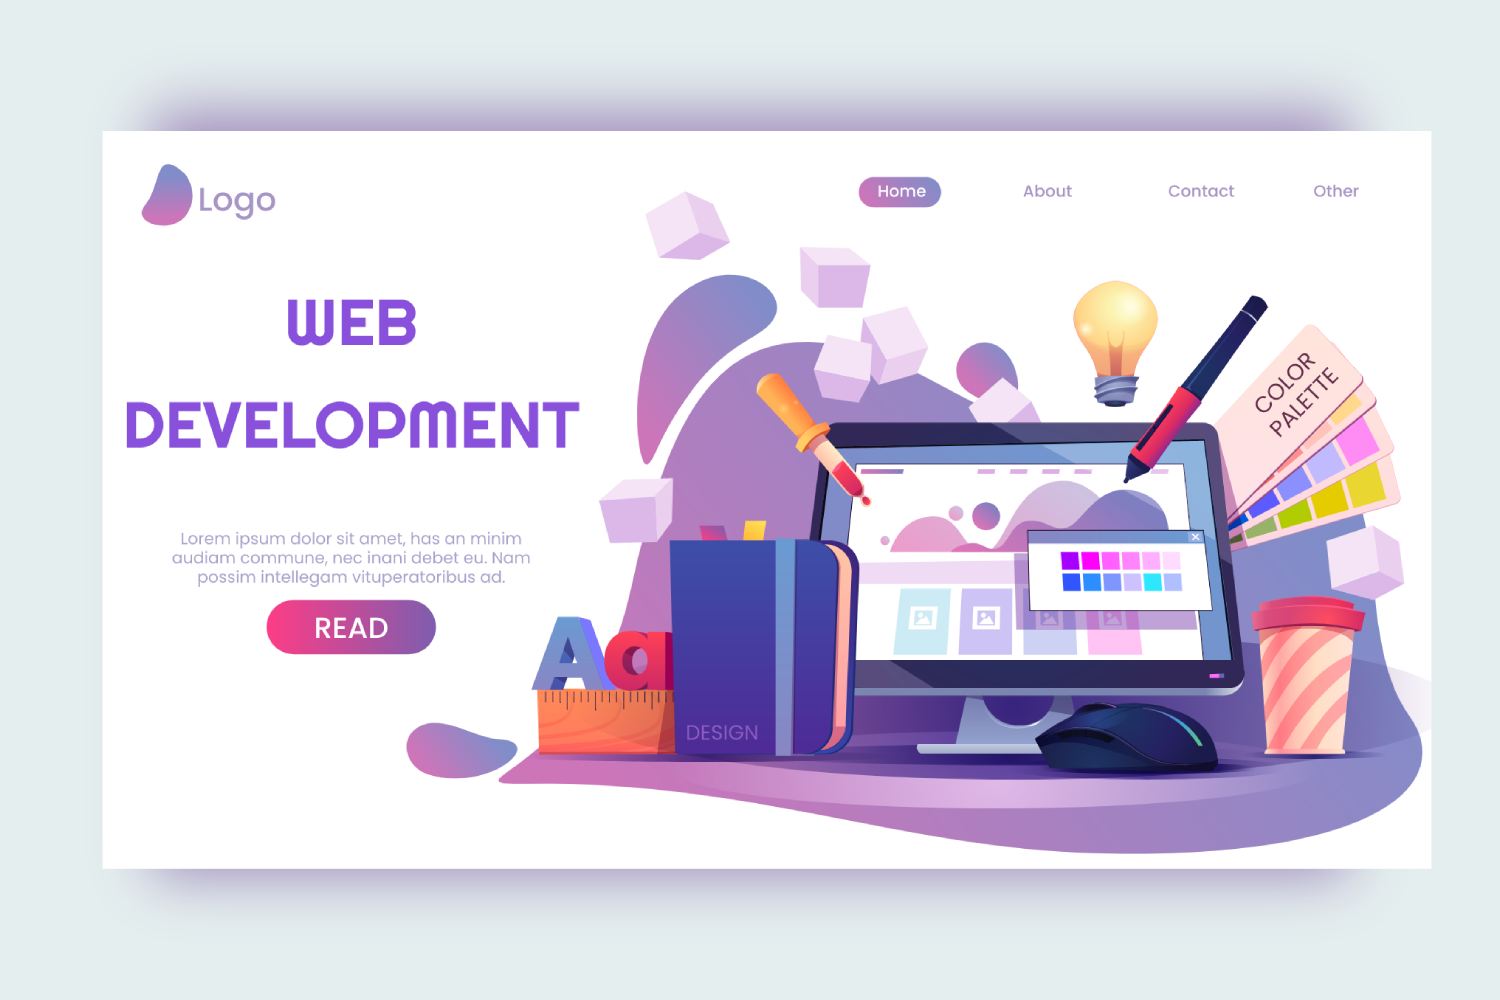 Logo
Home
About
Contact
Other
WEB
DEVELOPMENT
Lorem ipsum dolor sit amet, has an minim
audiam commune, nec inani debet eu. Nam
possim intellegam vituperatoribus ad.
READ
COLOR
PALETTE
Aa
DESIGN